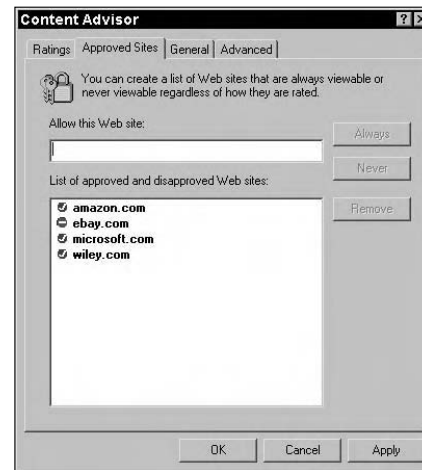 Content Advisor
Ratings Approved Sites General Advanced
You can create a list of Web sites that are always viewable or
never viewable regardless of how they are rated.
Allow this Web site:
Always
Never
List of approved and disapproved Web sites:
Remove
amazon.com
ebay.com
microsoft.com
wiley.com
OK Cancel Apply